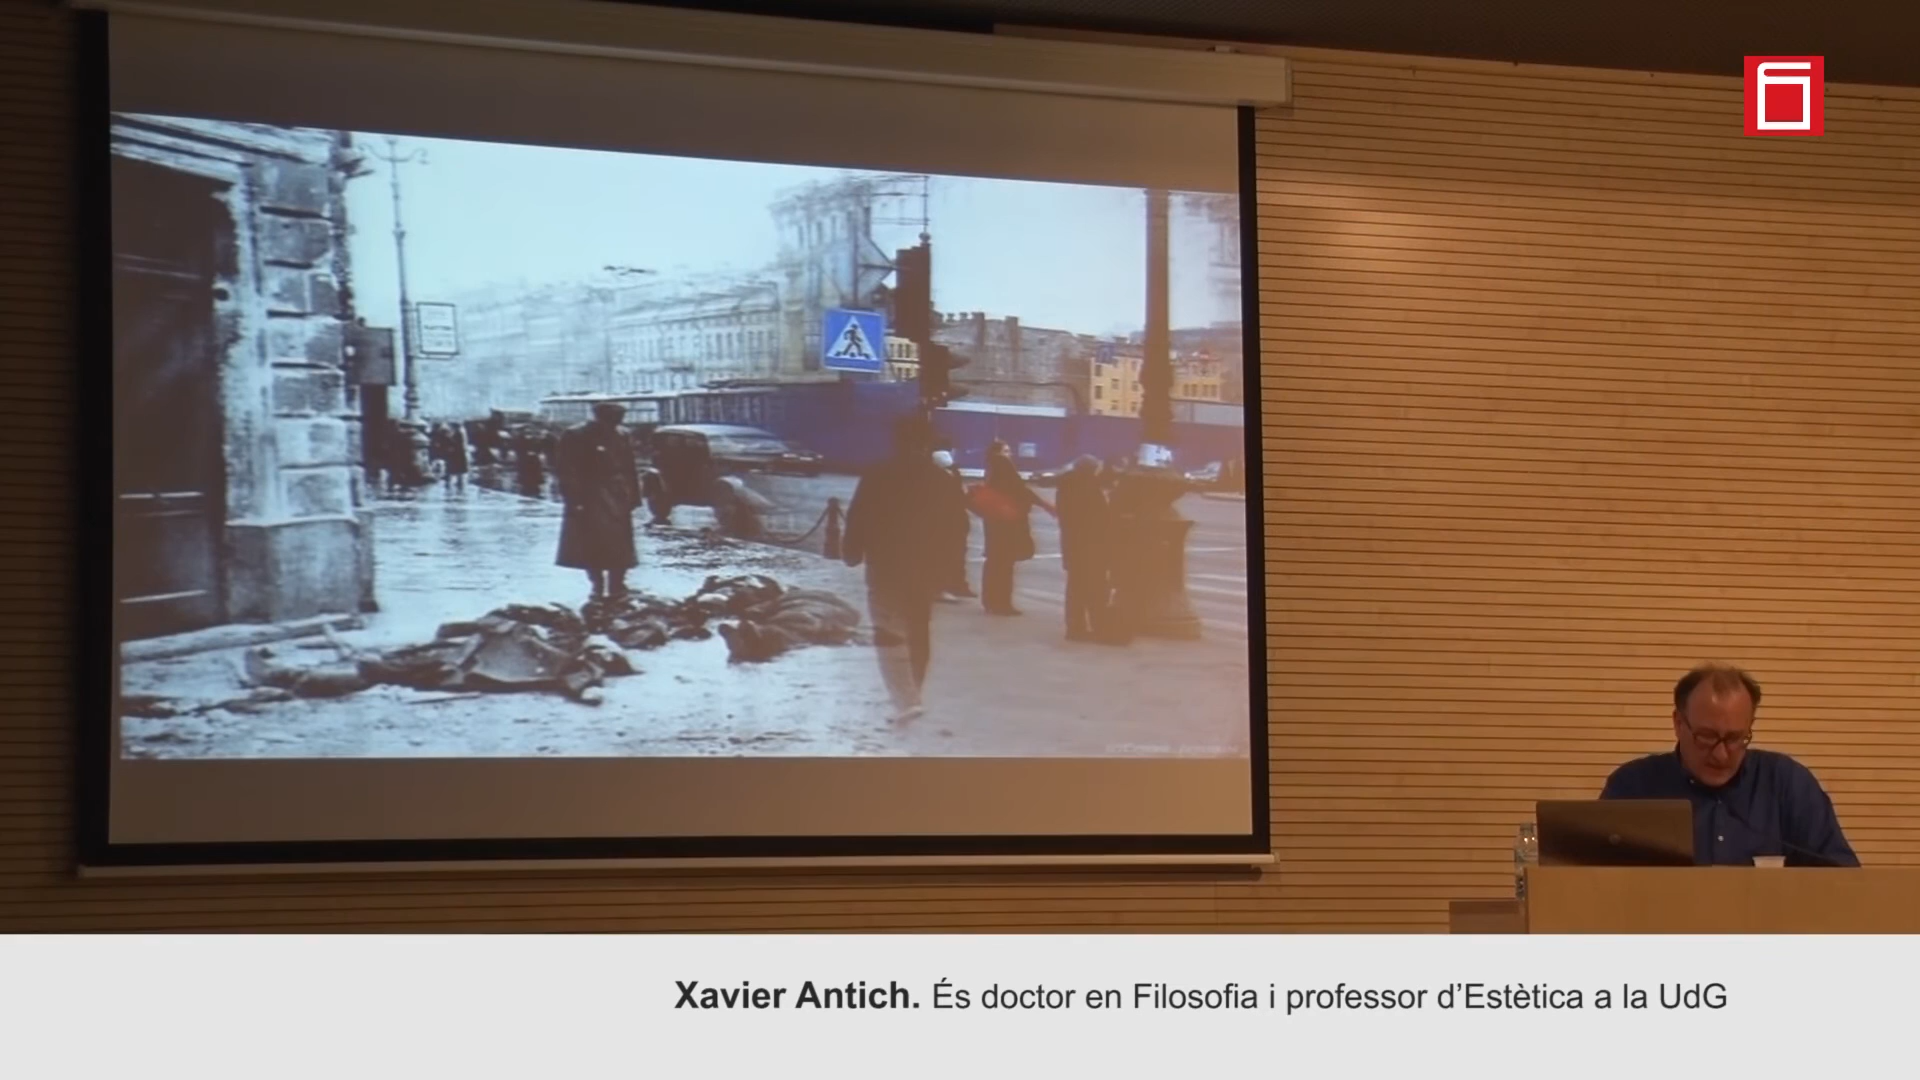 Xavier Antich. És doctor en Filosofia i professor d’Estètica a la UdG